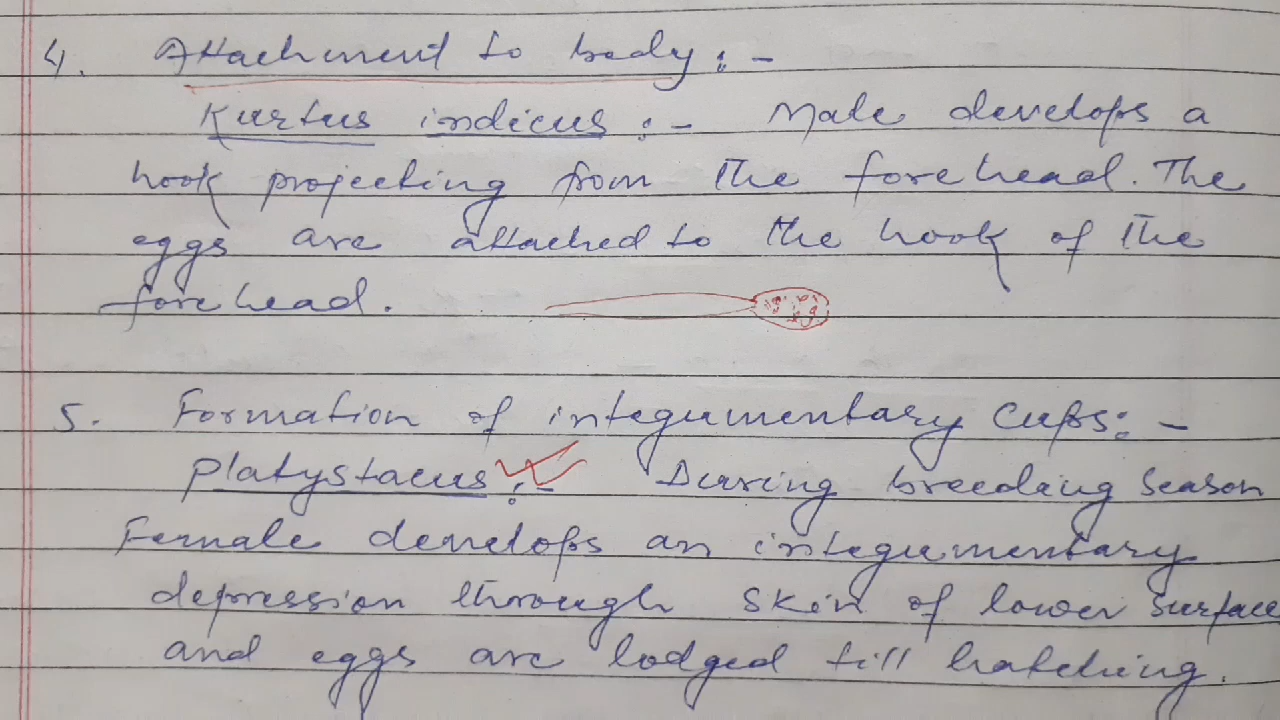 4. Attachment to body : -
Kurtus indicus : - Male develops a
hook projecting from the forehead. The
eggs are attached to the hook of the
forehead.
5. Formation of integumentary Cups: -
Platystacus : - During breeding season
Female develops an integumentary
depression through skin of lower surface
and eggs are lodged till hatching.